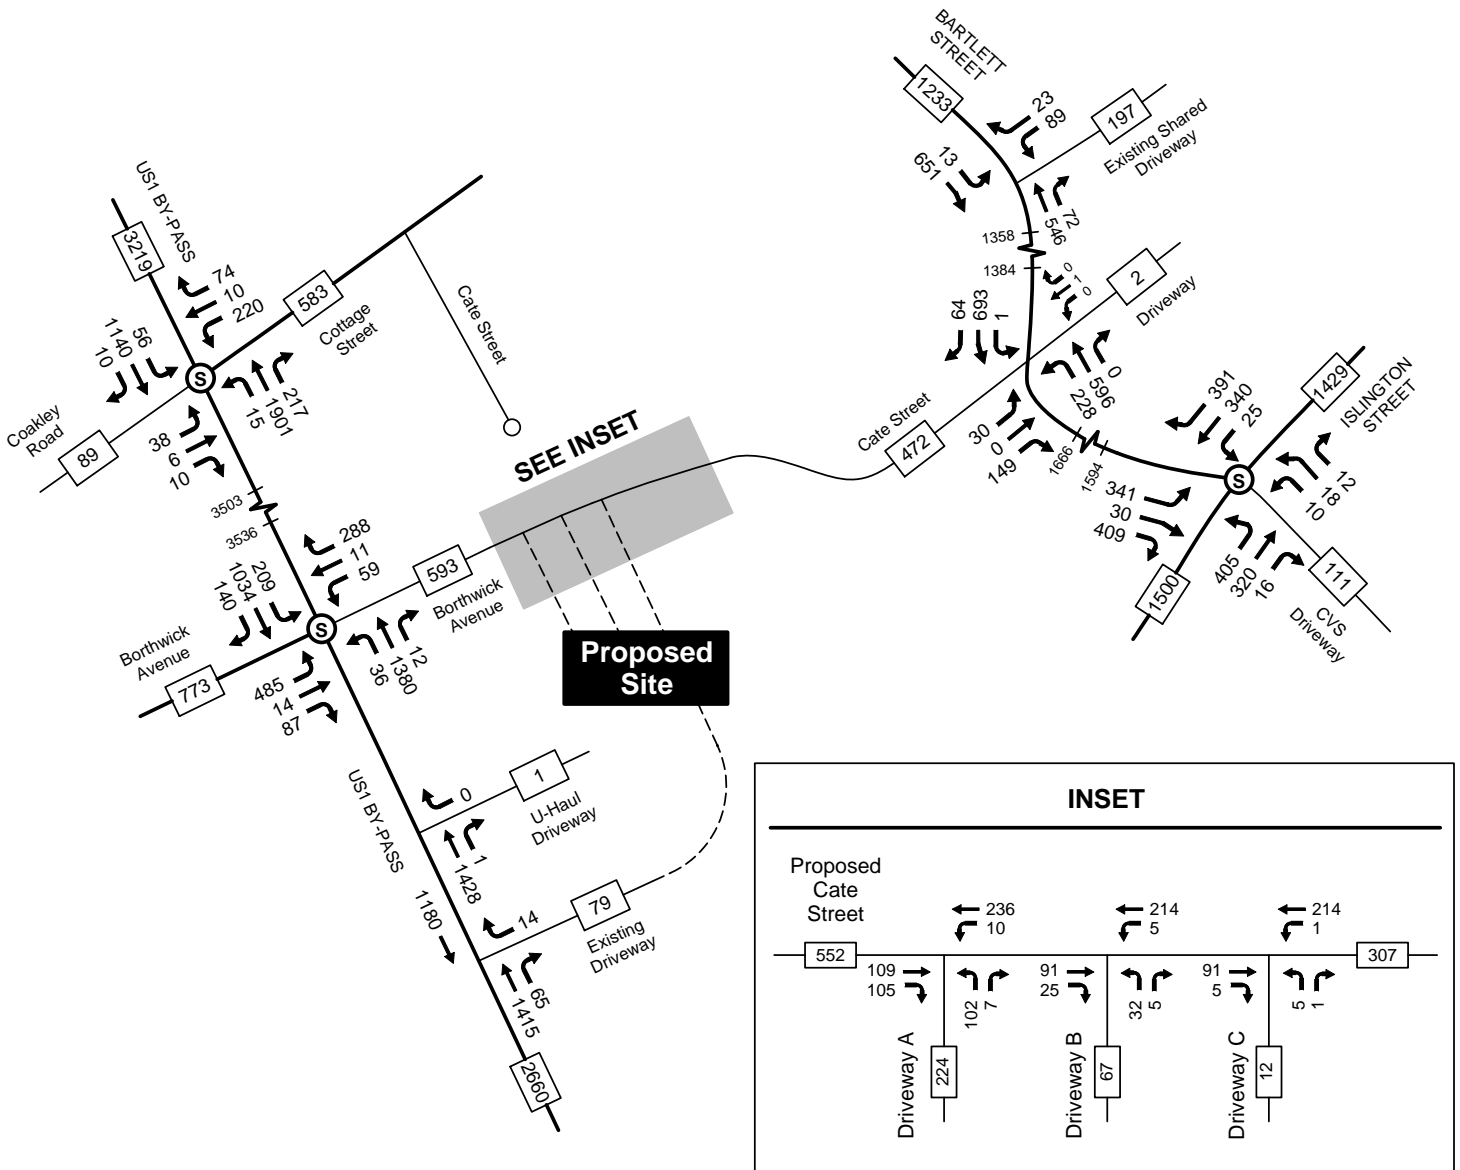 BARTLETT
STREET
1233
23
89
197
Existing Shared
Driveway
13
651
72
546
1358
1384
0
1
0
2
Driveway
64
693
1
0
596
228
Cate Street
472
30
0
149
1666
1594
391
340
25
1429
ISLINGTON
STREET
341
30
409
12
18
10
405
320
16
1500
111
CVS
Driveway
US1 BY-PASS
3219
74
10
220
583
Cottage
Street
Cate Street
56
1140
10
S
217
1901
15
Coakley
Road
89
38
6
10
3503
3536
SEE INSET
288
11
59
593
Borthwick
Avenue
209
1034
140
S
Borthwick
Avenue
773
12
1380
36
485
14
87
Proposed
Site
S
US1 BY-PASS
0
1
U-Haul
Driveway
1
1428
1180
14
79
Existing
Driveway
65
1415
2660
INSET
Proposed
Cate
Street
236
10
214
5
214
1
552
307
109
105
102
7
91
25
32
5
91
5
5
1
Driveway A
224
Driveway B
67
Driveway C
12